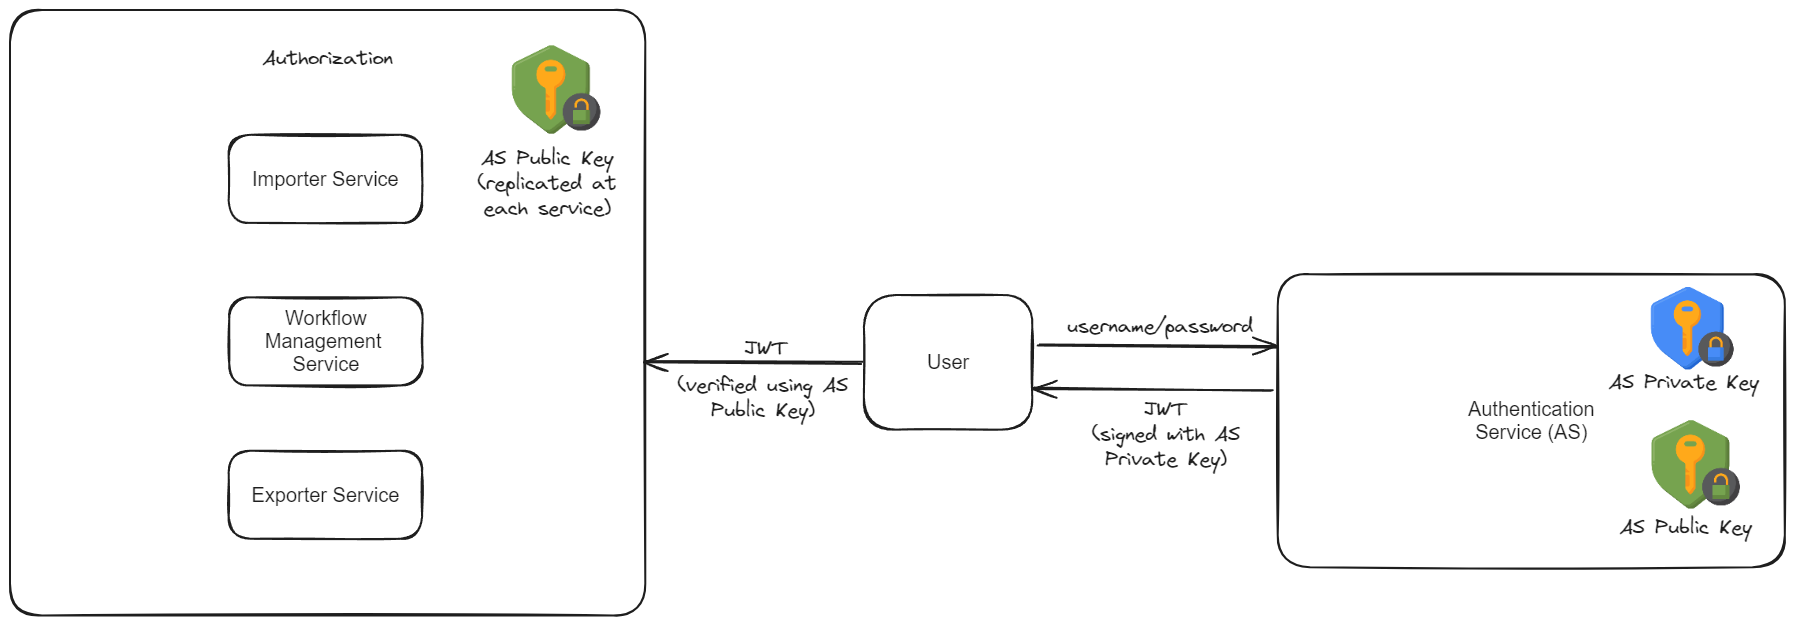 Authorization
AS Public Key
(replicated at
each service)
Importer Service
Workflow
Management
Service
Exporter Service
JWT
(verified using AS
Public Key)
User
username/password
JWT
(signed with AS
Private Key)
AS Private Key
Authentication
Service (AS)
AS Public Key